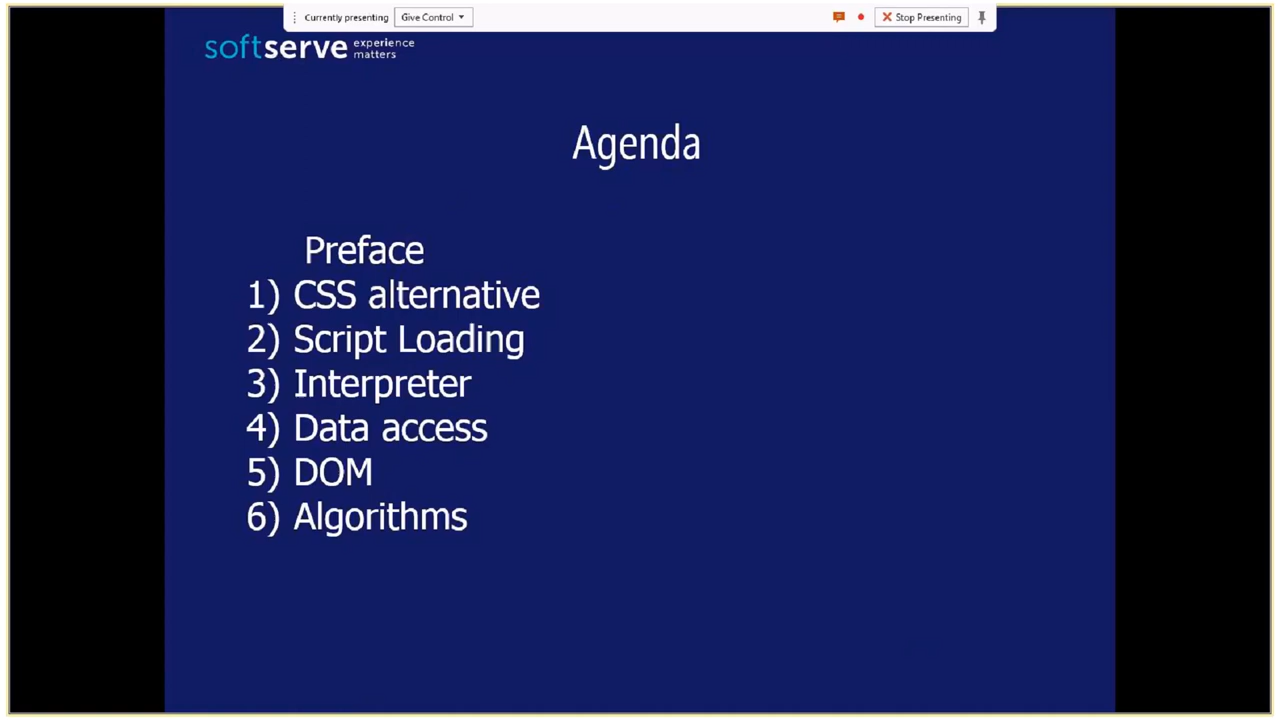 Currently presenting Give Control Stop Presenting
softserve experience matters
Agenda
Preface
1) CSS alternative
2) Script Loading
3) Interpreter
4) Data access
5) DOM
6) Algorithms